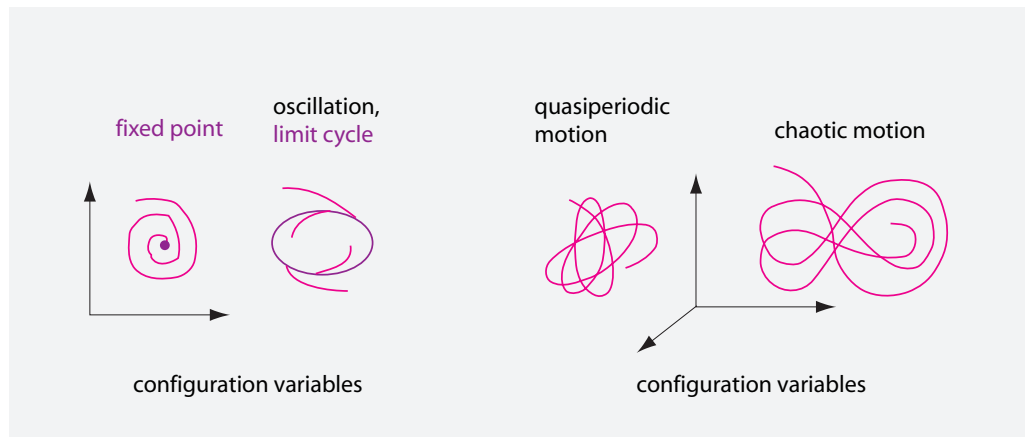 fixed point
oscillation,
limit cycle
quasiperiodic
motion
chaotic motion
configuration variables
configuration variables